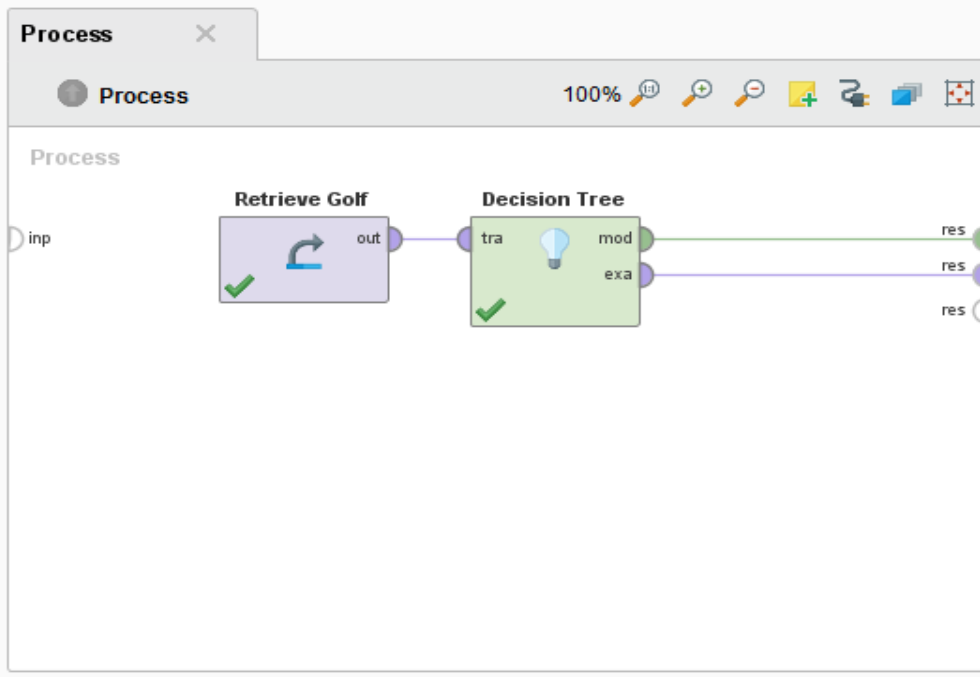 Process
Process
100%
Process
Retrieve Golf
Decision Tree
inp
out
tra
mod
exa
res
res
res